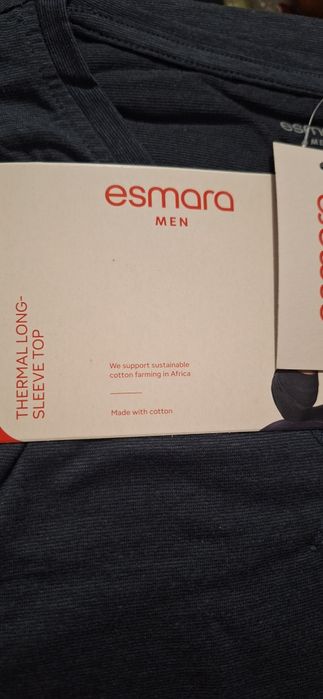 esmara
MEN
THERMAL LONG-
SLEEVE TOP
We support sustainable
cotton farming in Africa
Made with cotton